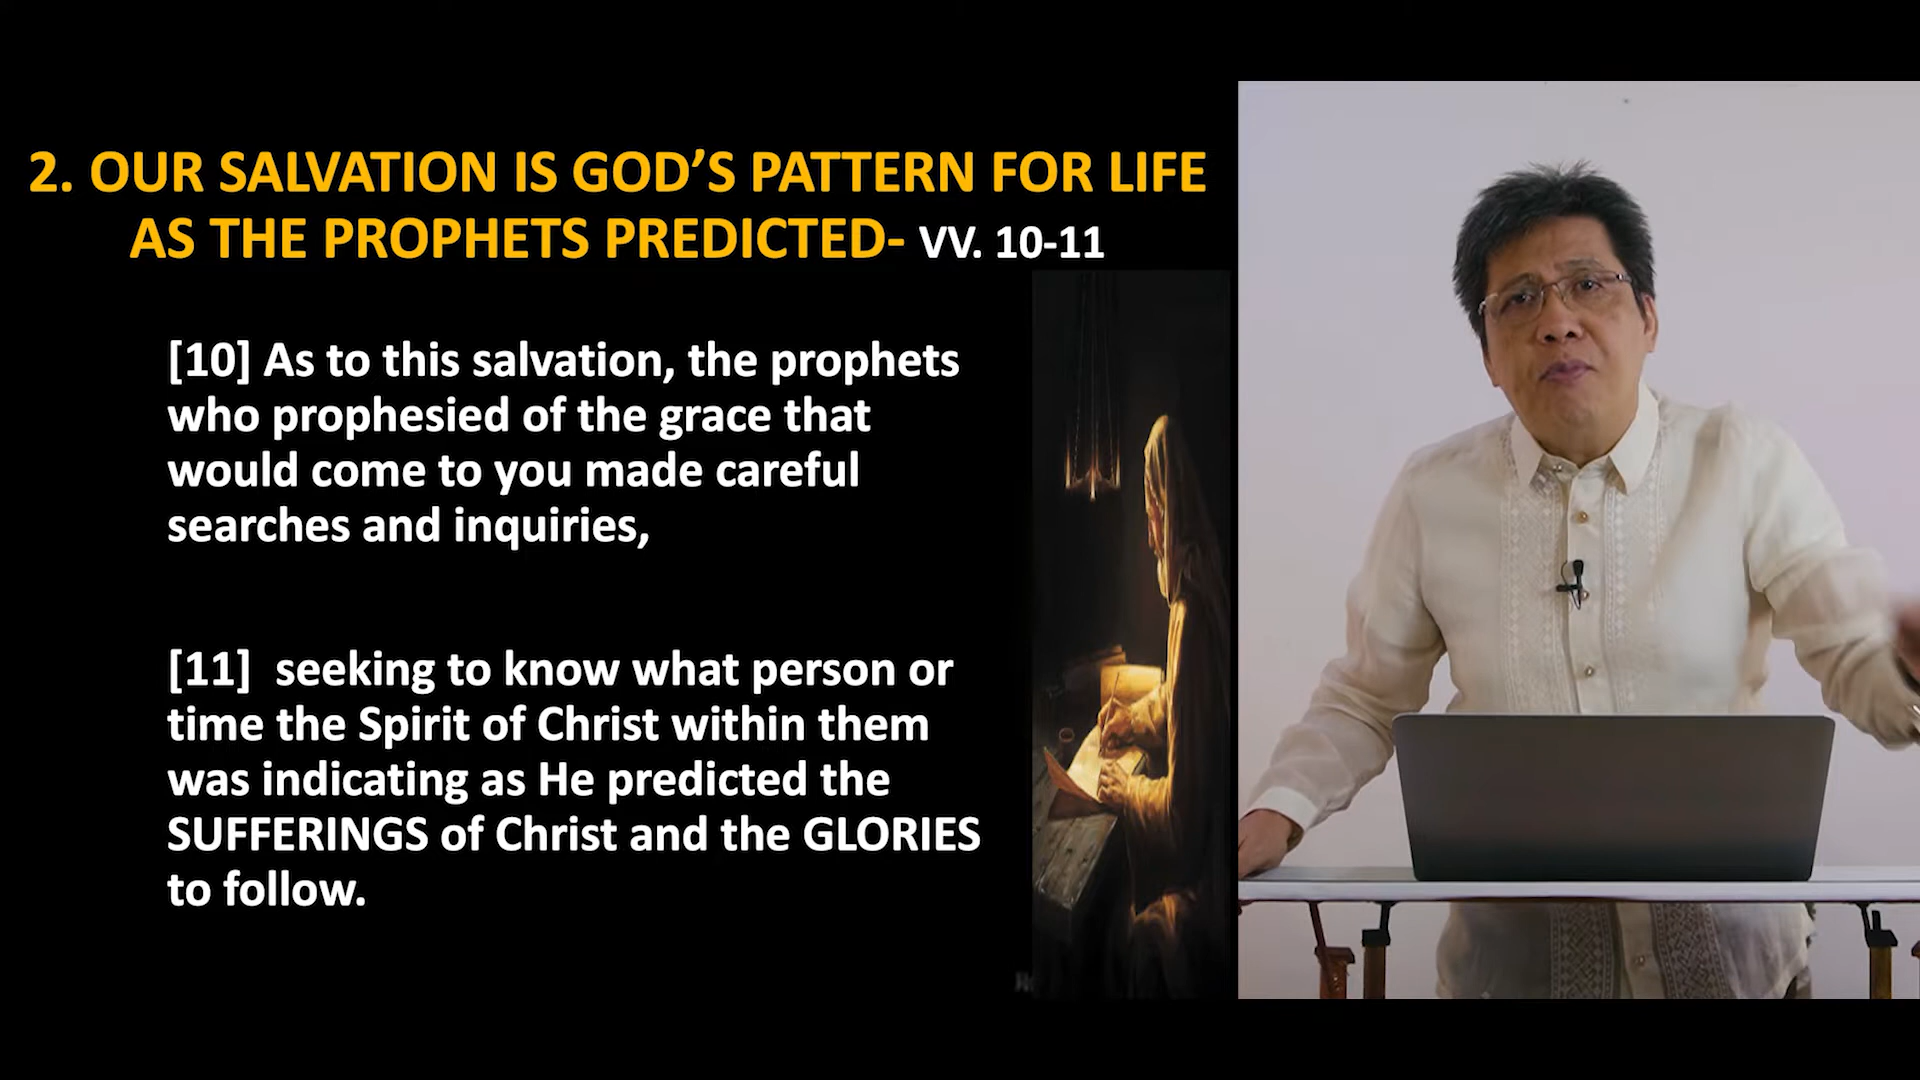 2. OUR SALVATION IS GOD’S PATTERN FOR LIFE
AS THE PROPHETS PREDICTED- VV. 10-11
[10] As to this salvation, the prophets
who prophesied of the grace that
would come to you made careful
searches and inquiries,
[11]  seeking to know what person or
time the Spirit of Christ within them
was indicating as He predicted the
SUFFERINGS of Christ and the GLORIES
to follow.